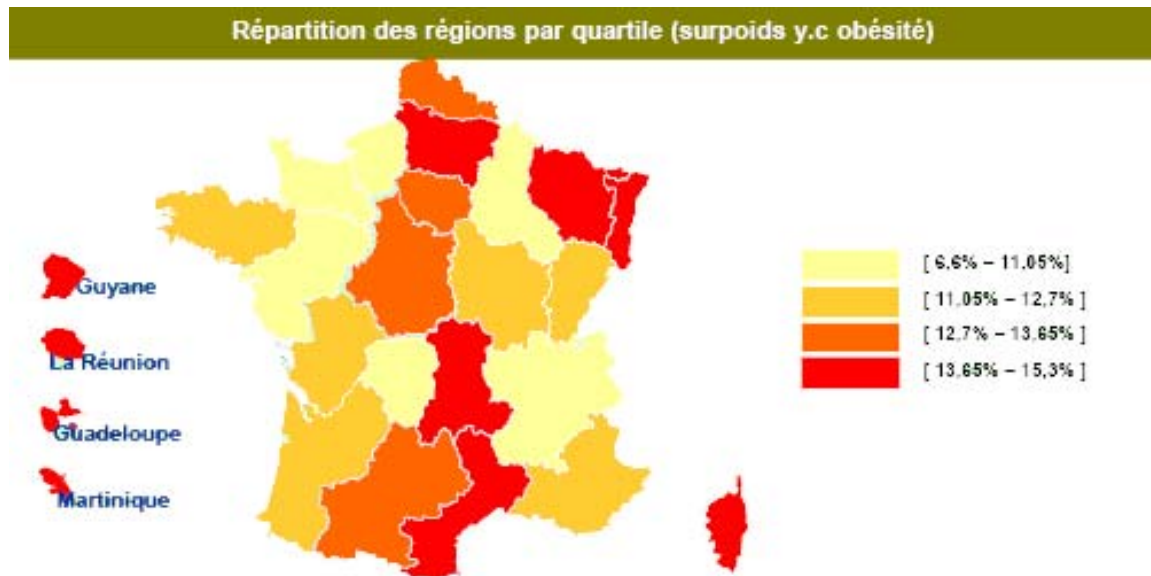 Répartition des régions par quartile (surpoids y.c obésité)
[ 6,6% – 11,05%]
[ 11,05% – 12,7% ]
[ 12,7% – 13,65% ]
[ 13,65% – 15,3% ]
Guyane
La Réunion
Guadeloupe
Martinique